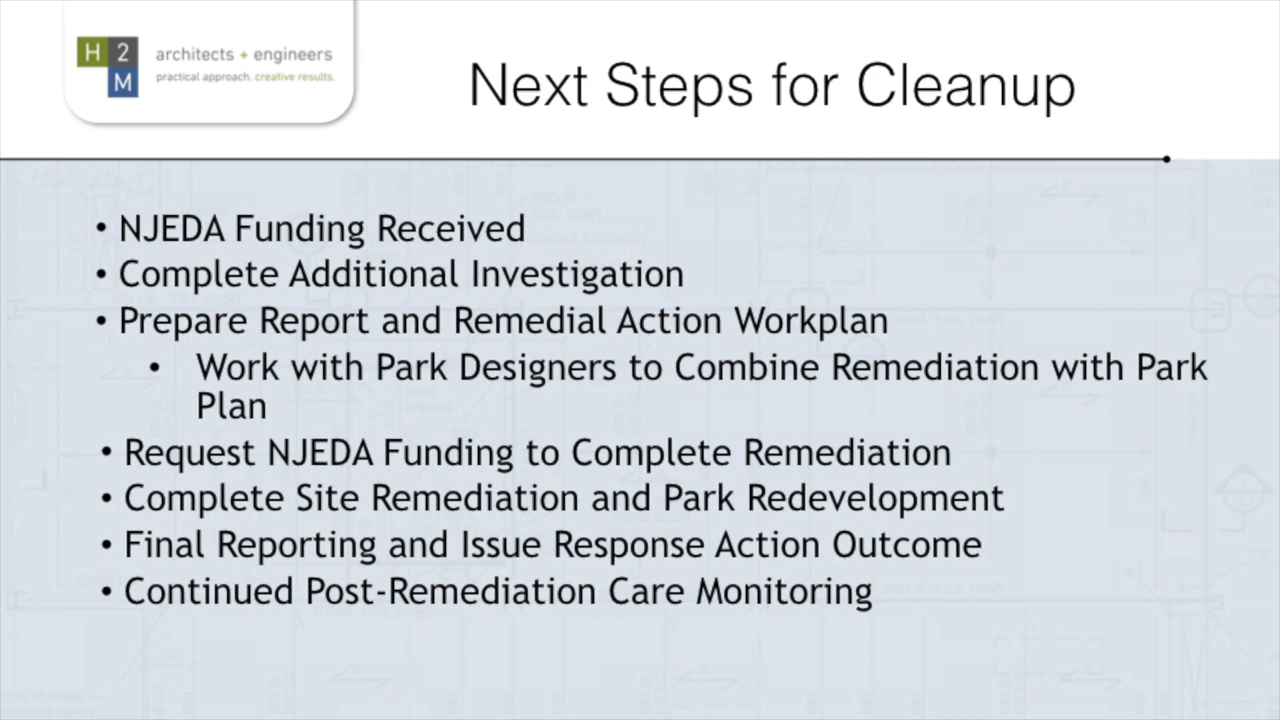 H2M
architects + engineers
practical approach. creative results.
Next Steps for Cleanup
• NJEDA Funding Received
• Complete Additional Investigation
• Prepare Report and Remedial Action Workplan
• Work with Park Designers to Combine Remediation with Park
Plan
• Request NJEDA Funding to Complete Remediation
• Complete Site Remediation and Park Redevelopment
• Final Reporting and Issue Response Action Outcome
• Continued Post-Remediation Care Monitoring